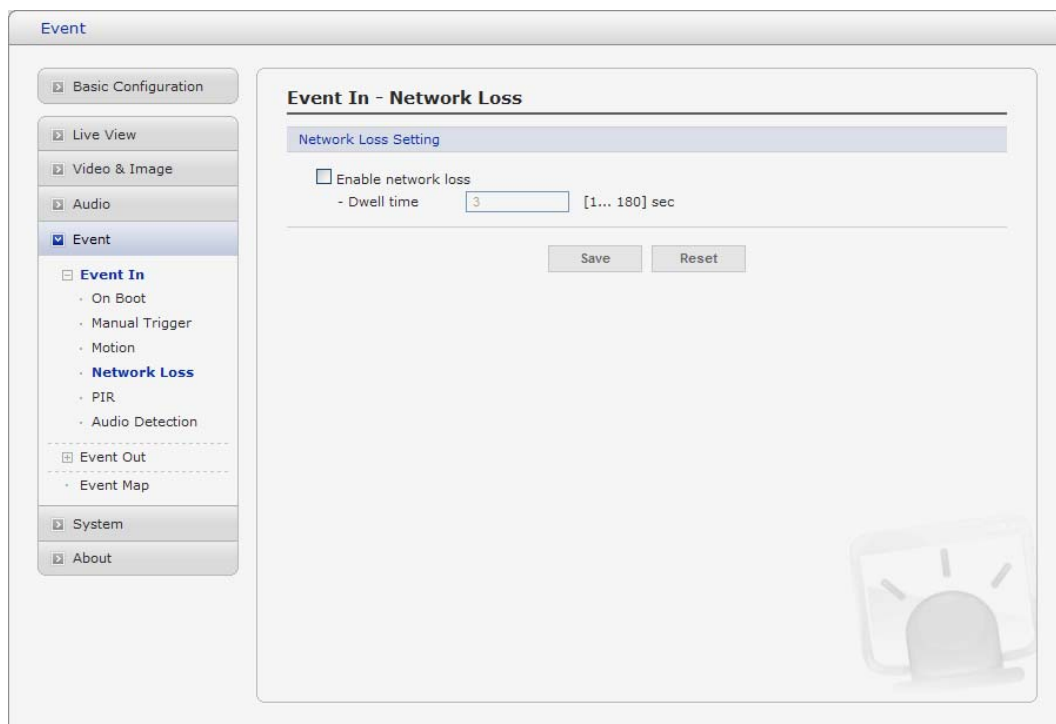 Event
Basic Configuration
Live View
Video & Image
Audio
Event
Event In
On Boot
Manual Trigger
Motion
Network Loss
PIR
Audio Detection
Event Out
Event Map
System
About
Event In - Network Loss
Network Loss Setting
Enable network loss
- Dwell time 3 [1... 180] sec
Save Reset